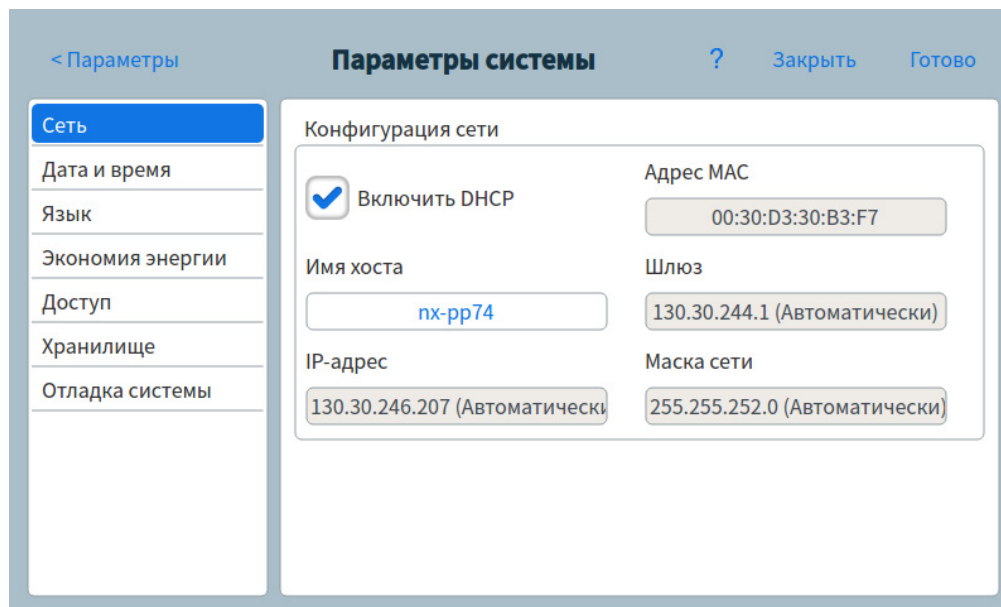 < Параметры Параметры системы ? Закрыть Готово
Сеть
Дата и время
Язык
Экономия энергии
Доступ
Хранилище
Отладка системы
Конфигурация сети
Включить DHCP
Адрес MAC
00:30:D3:30:B3:F7
Имя хоста
nx-pp74
Шлюз
130.30.244.1 (Автоматически)
IP-адрес
130.30.246.207 (Автоматически
Маска сети
255.255.252.0 (Автоматически)